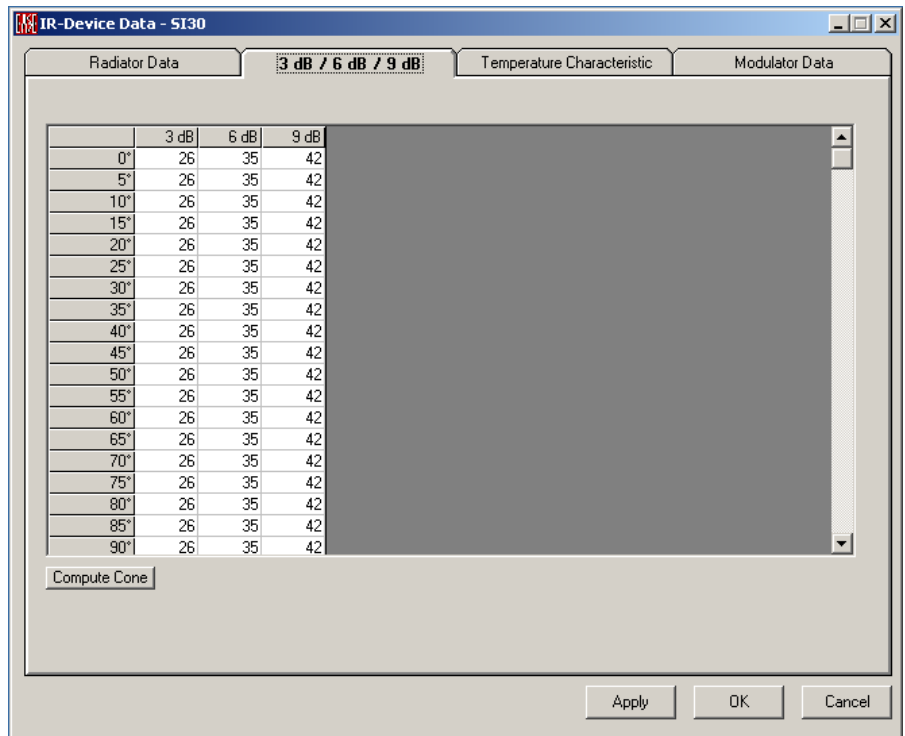 IR-Device Data - SI30
Radiator Data 3 dB / 6 dB / 9 dB Temperature Characteristic Modulator Data
3 dB 6 dB 9 dB
0° 26 35 42
5° 26 35 42
10° 26 35 42
15° 26 35 42
20° 26 35 42
25° 26 35 42
30° 26 35 42
35° 26 35 42
40° 26 35 42
45° 26 35 42
50° 26 35 42
55° 26 35 42
60° 26 35 42
65° 26 35 42
70° 26 35 42
75° 26 35 42
80° 26 35 42
85° 26 35 42
90° 26 35 42
Compute Cone
Apply OK Cancel